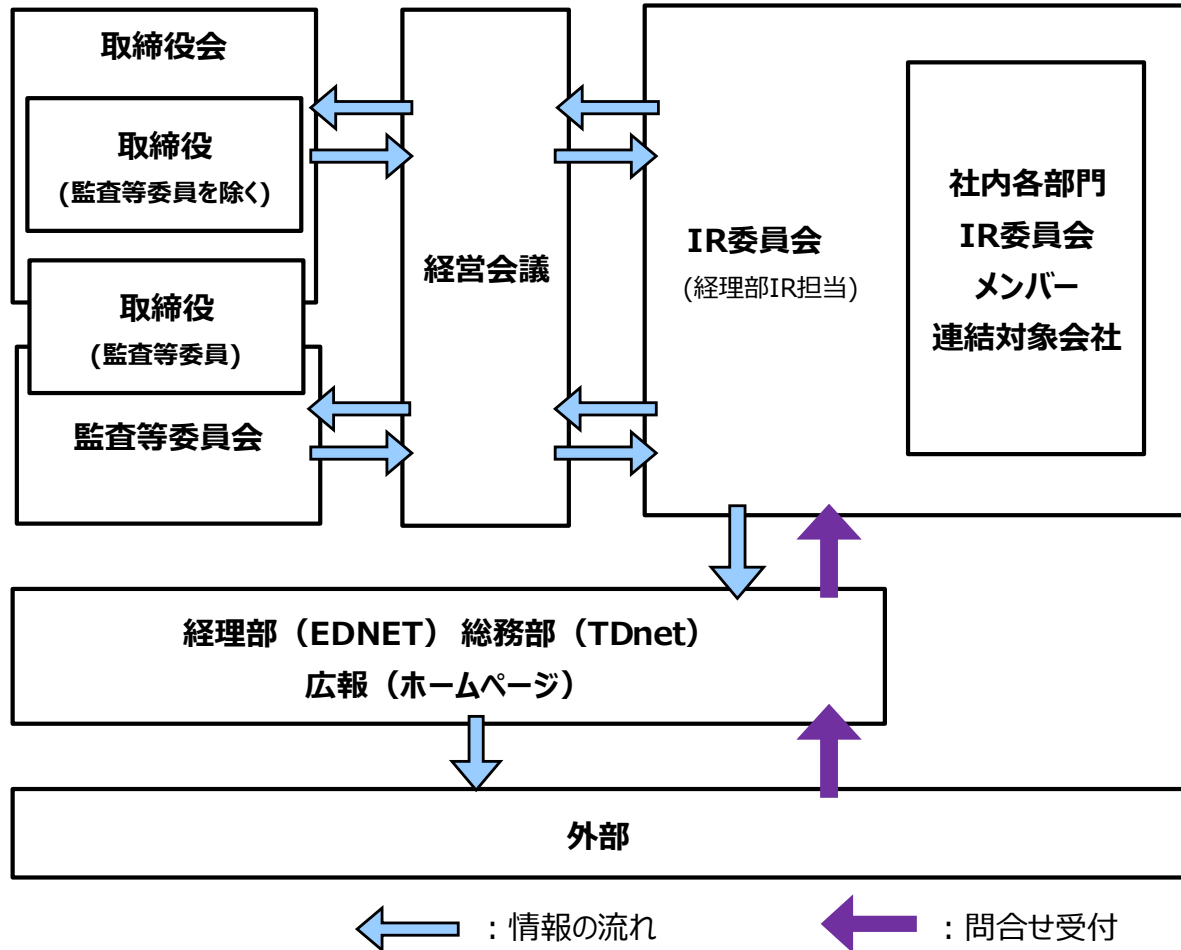 取締役会
取締役
(監査等委員を除く)
取締役
(監査等委員)
監査等委員会
経営会議
IR委員会
(経理部IR担当)
社内各部門
IR委員会
メンバー
連結対象会社
経理部（EDNET） 総務部（TDnet）
広報（ホームページ）
外部
：情報の流れ
：問合せ受付